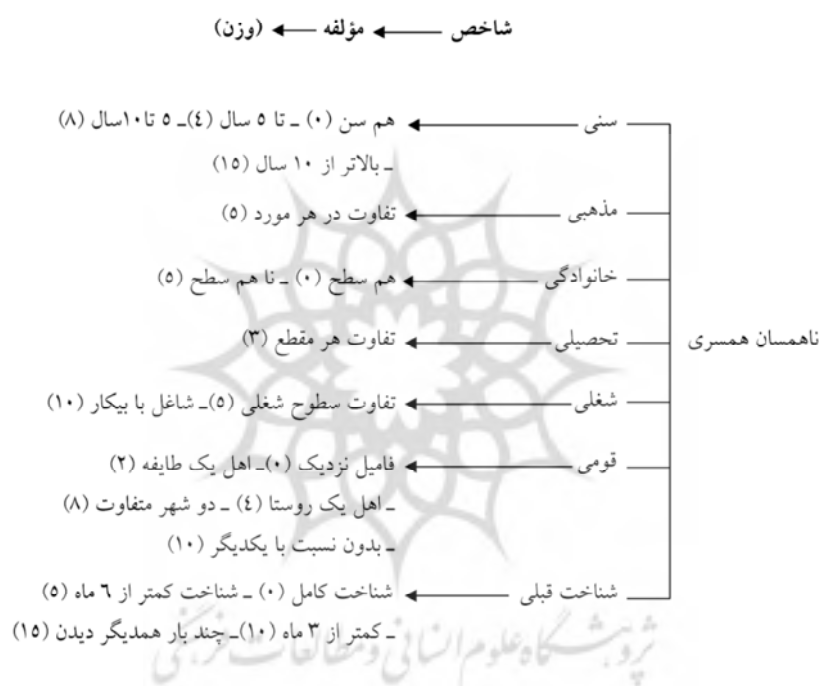 شاخص ← مؤلفه ← (وزن)
سنی ← هم سن (۰) ـ تا ۵ سال (٤)ـ ۵ تا۱۰سال (۸)
ـ بالاتر از ۱۰ سال (۱۵)
مذهبی ← تفاوت در هر مورد (۵)
خانوادگی ← هم سطح (۰) ـ نا هم سطح (۵)
ناهمسان همسری
تحصیلی ← تفاوت هر مقطع (۳)
شغلی ← تفاوت سطوح شغلی (۵)ـ شاغل با بیکار (۱۰)
قومی ← فامیل نزدیک (۰)ـ اهل یک طایفه (۲)
ـ اهل یک روستا (٤) ـ دو شهر متفاوت (۸)
ـ بدون نسبت با یکدیگر (۱۰)
شناخت قبلی ← شناخت کامل (۰) ـ شناخت کمتر از ٦ ماه (۵)
ـ کمتر از ۳ ماه (۱۰)ـ چند بار همدیگر دیدن (۱۵)
پژوهشگاه علوم انسانی و مطالعات فرهنگی